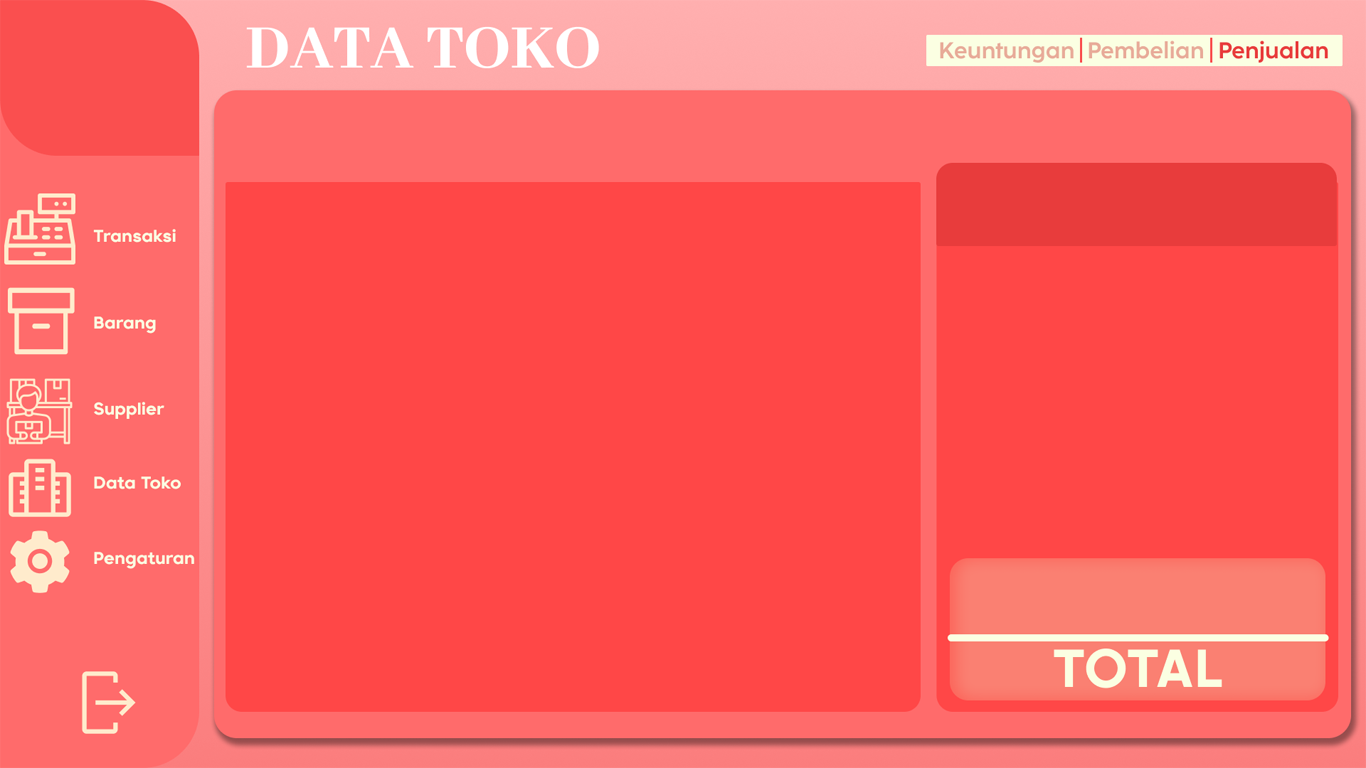 DATA TOKO
Keuntungan | Pembelian | Penjualan
Transaksi
Barang
Supplier
Data Toko
Pengaturan
TOTAL